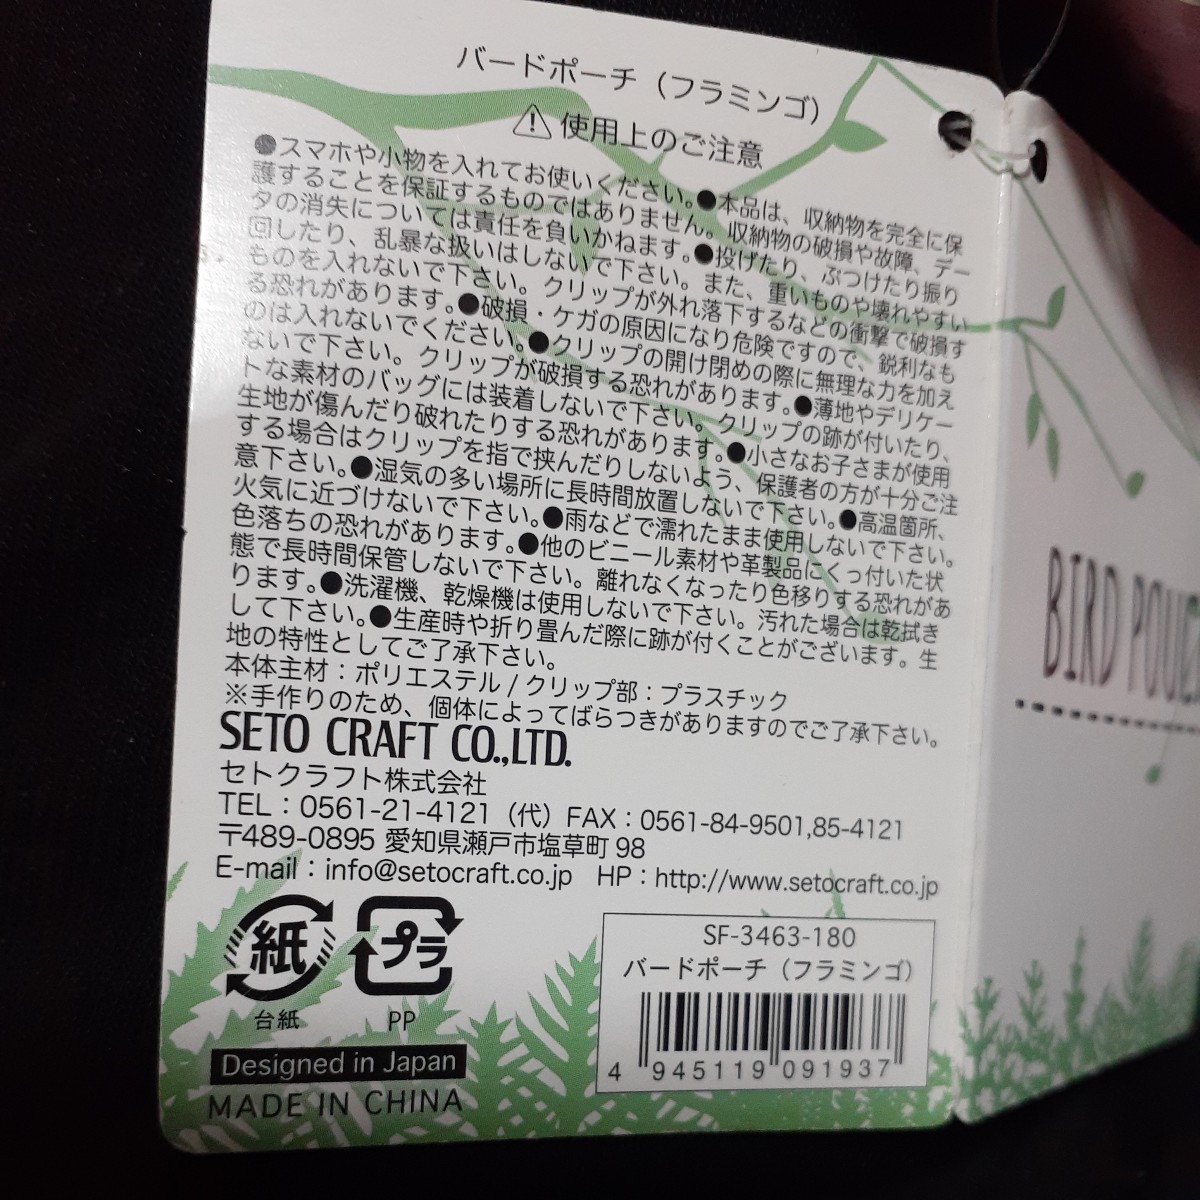 バードポーチ（フラミンゴ）
使用上のご注意
●スマホや小物を入れてお使いください。●本品は、収納物を完全に保
護することを保証するものではありません。収納物の破損や故障、デー
タの消失については責任を負いかねます。●投げたり、ぶつけたり振り
回したり、乱暴な扱いはしないで下さい。また、重いものや壊れやすい
ものを入れないで下さい。クリップが外れ落下するなどの衝撃で破損す
る恐れがあります。●破損・ケガの原因になり危険ですので、鋭利なも
のは入れないでください。●クリップの開け閉めの際に無理な力を加え
ないで下さい。クリップが破損する恐れがあります。●薄地やデリケー
トな素材のバッグには装着しないで下さい。クリップの跡が付いたり、
生地が傷んだり破れたりする恐れがあります。●小さなお子さまが使用
する場合はクリップを指で挟んだりしないよう、保護者の方が十分ご注
意下さい。●湿気の多い場所に長時間放置しないで下さい。●高温箇所、
火気に近づけないで下さい。●雨などで濡れたまま使用しないで下さい。
色落ちの恐れがあります。●他のビニール素材や革製品にくっ付いた状
態で長時間保管しないで下さい。離れなくなったり色移りする恐れがあ
ります。●洗濯機、乾燥機は使用しないで下さい。汚れた場合は乾拭き
して下さい。●生産時や折り畳んだ際に跡が付くことがございます。生
地の特性としてご了承下さい。
本体主材：ポリエステル / クリップ部：プラスチック
※手作りのため、個体によってばらつきがありますのでご了承下さい。
SETO CRAFT CO.,LTD.
セトクラフト株式会社
TEL：0561-21-4121（代）FAX：0561-84-9501,85-4121
〒489-0895 愛知県瀬戸市塩草町 98
E-mail：info@setocraft.co.jp HP：http://www.setocraft.co.jp
紙 プラ
台紙 PP
Designed in Japan
MADE IN CHINA
SF-3463-180
バードポーチ（フラミンゴ）
4 945119 091937
BIRD